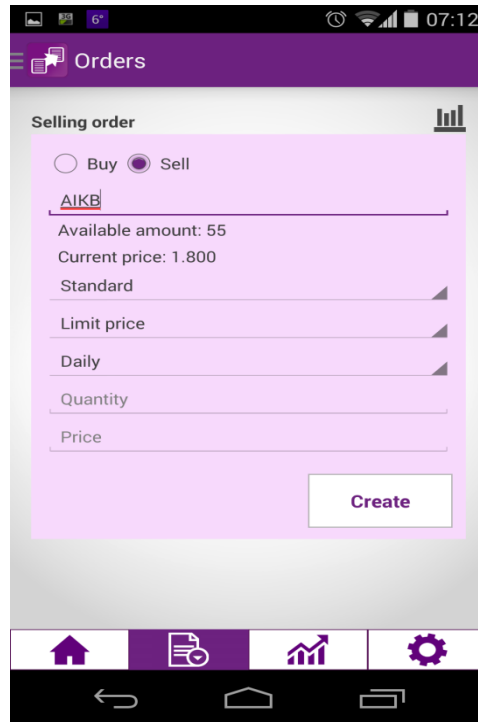 6°
07:12
Orders
Selling order
Buy Sell
AIKB
Available amount: 55
Current price: 1.800
Standard
Limit price
Daily
Quantity
Price
Create